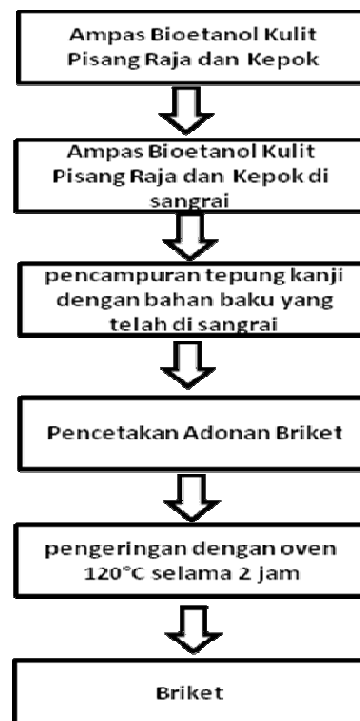 Ampas Bioetanol Kulit
Pisang Raja dan Kepok
Ampas Bioetanol Kulit
Pisang Raja dan Kepok di
sangrai
pencampuran tepung kanji
dengan bahan baku yang
telah di sangrai
Pencetakan Adonan Briket
pengeringan dengan oven
120°C selama 2 jam
Briket